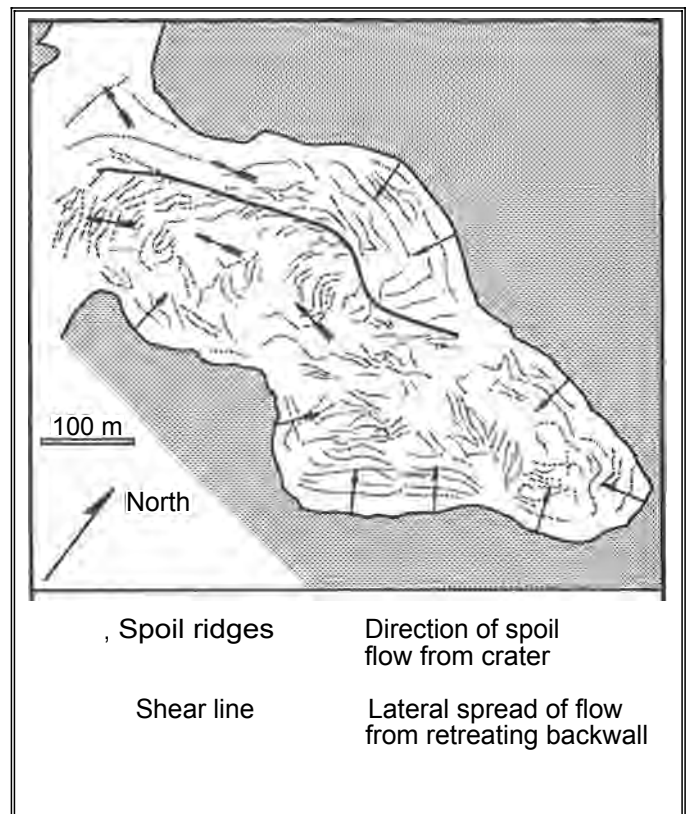 100 m
North
, Spoil ridges
Direction of spoil
flow from crater
Shear line
Lateral spread of flow
from retreating backwall